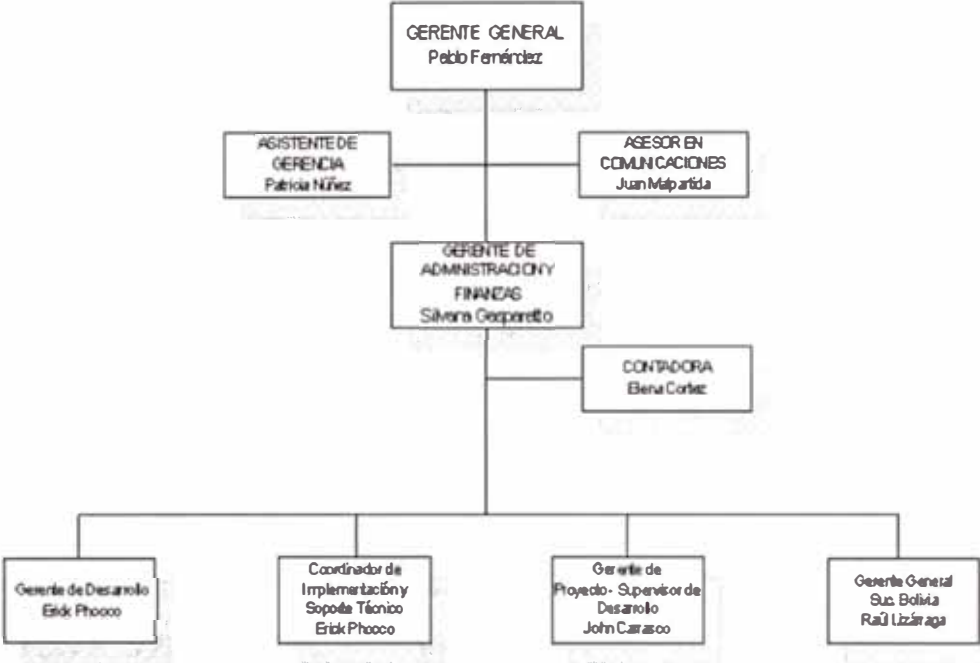 GERENTE GENERAL
Pablo Fernández
ASISTENTE DE
GERENCIA
Patricia Núñez
ASESOR EN
COMUNICACIONES
Juan Malpartida
GERENTE DE
ADMINISTRACION Y
FINANZAS
Silvana Gasparetto
CONTADORA
Elena Cortez
Gerente de Desarrollo
Erick Phocco
Coordinador de
Implementación y
Soporte Técnico
Erick Phocco
Gerente de
Proyecto - Supervisor de
Desarrollo
John Carrasco
Gerente General
Suc. Bolivia
Raúl Lizárraga